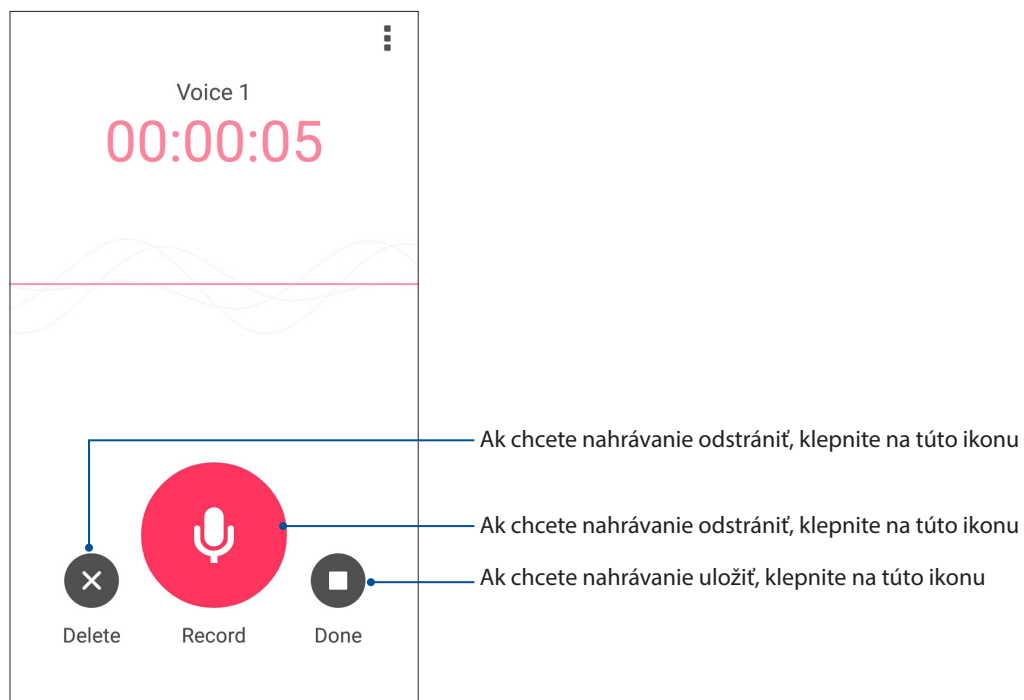 Voice 1
00:00:05
Ak chcete nahrávanie odstrániť, klepnite na túto ikonu
Ak chcete nahrávanie odstrániť, klepnite na túto ikonu
Ak chcete nahrávanie uložiť, klepnite na túto ikonu
Delete
Record
Done